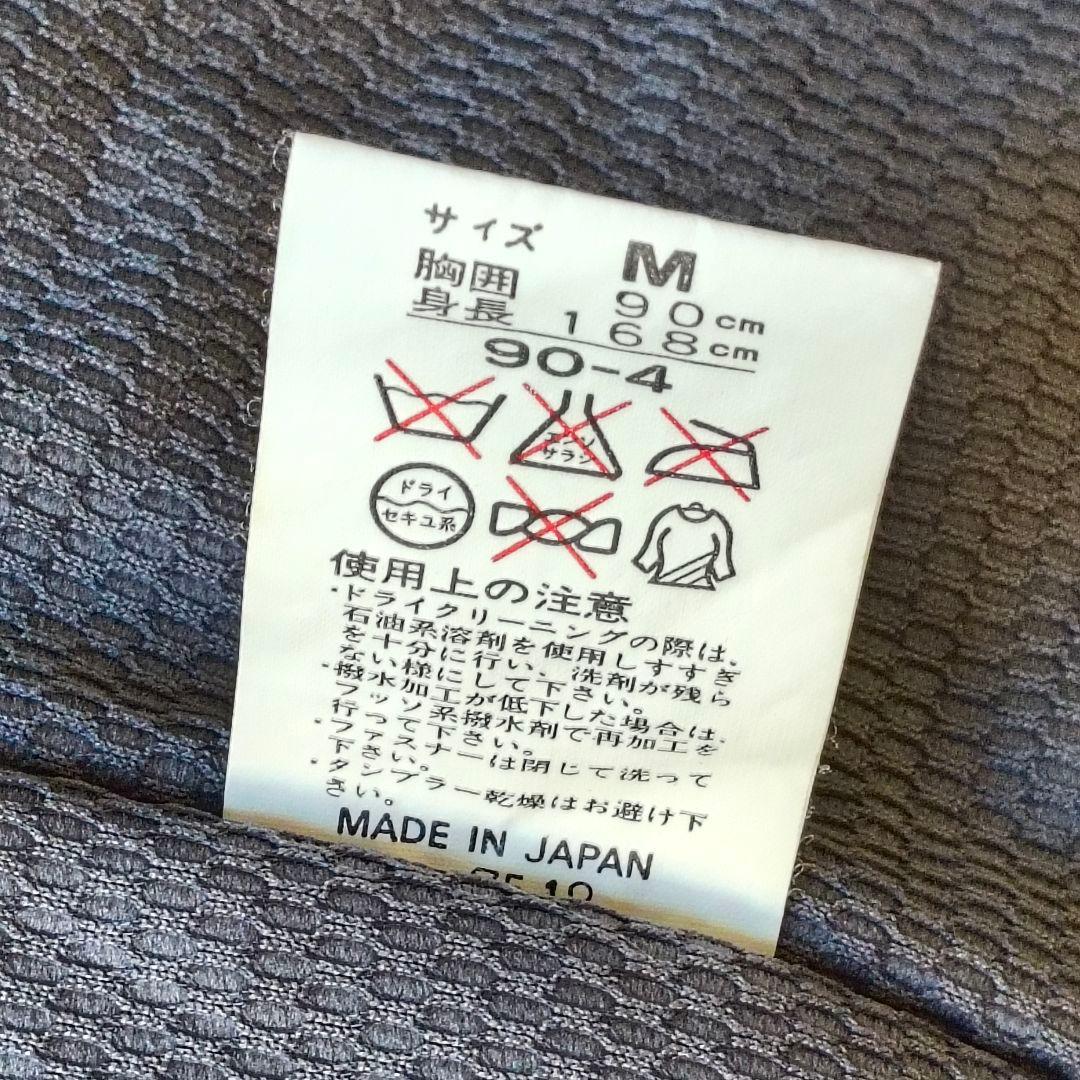 サイズ M
胸囲 90cm
身長 168cm
90-4
エンソ
サラシ
ドライ
セキユ系
使用上の注意
・ドライクリーニングの際は、
石油系溶剤を使用しすすぎ
を十分に行い、洗剤が残ら
ない様にして下さい。
・撥水加工が低下した場合は、
フッソ系撥水剤で再加工を
行って下さい。
・ファスナーは閉じて洗って
下さい。
・タンブラー乾燥はお避け下
さい。
MADE IN JAPAN